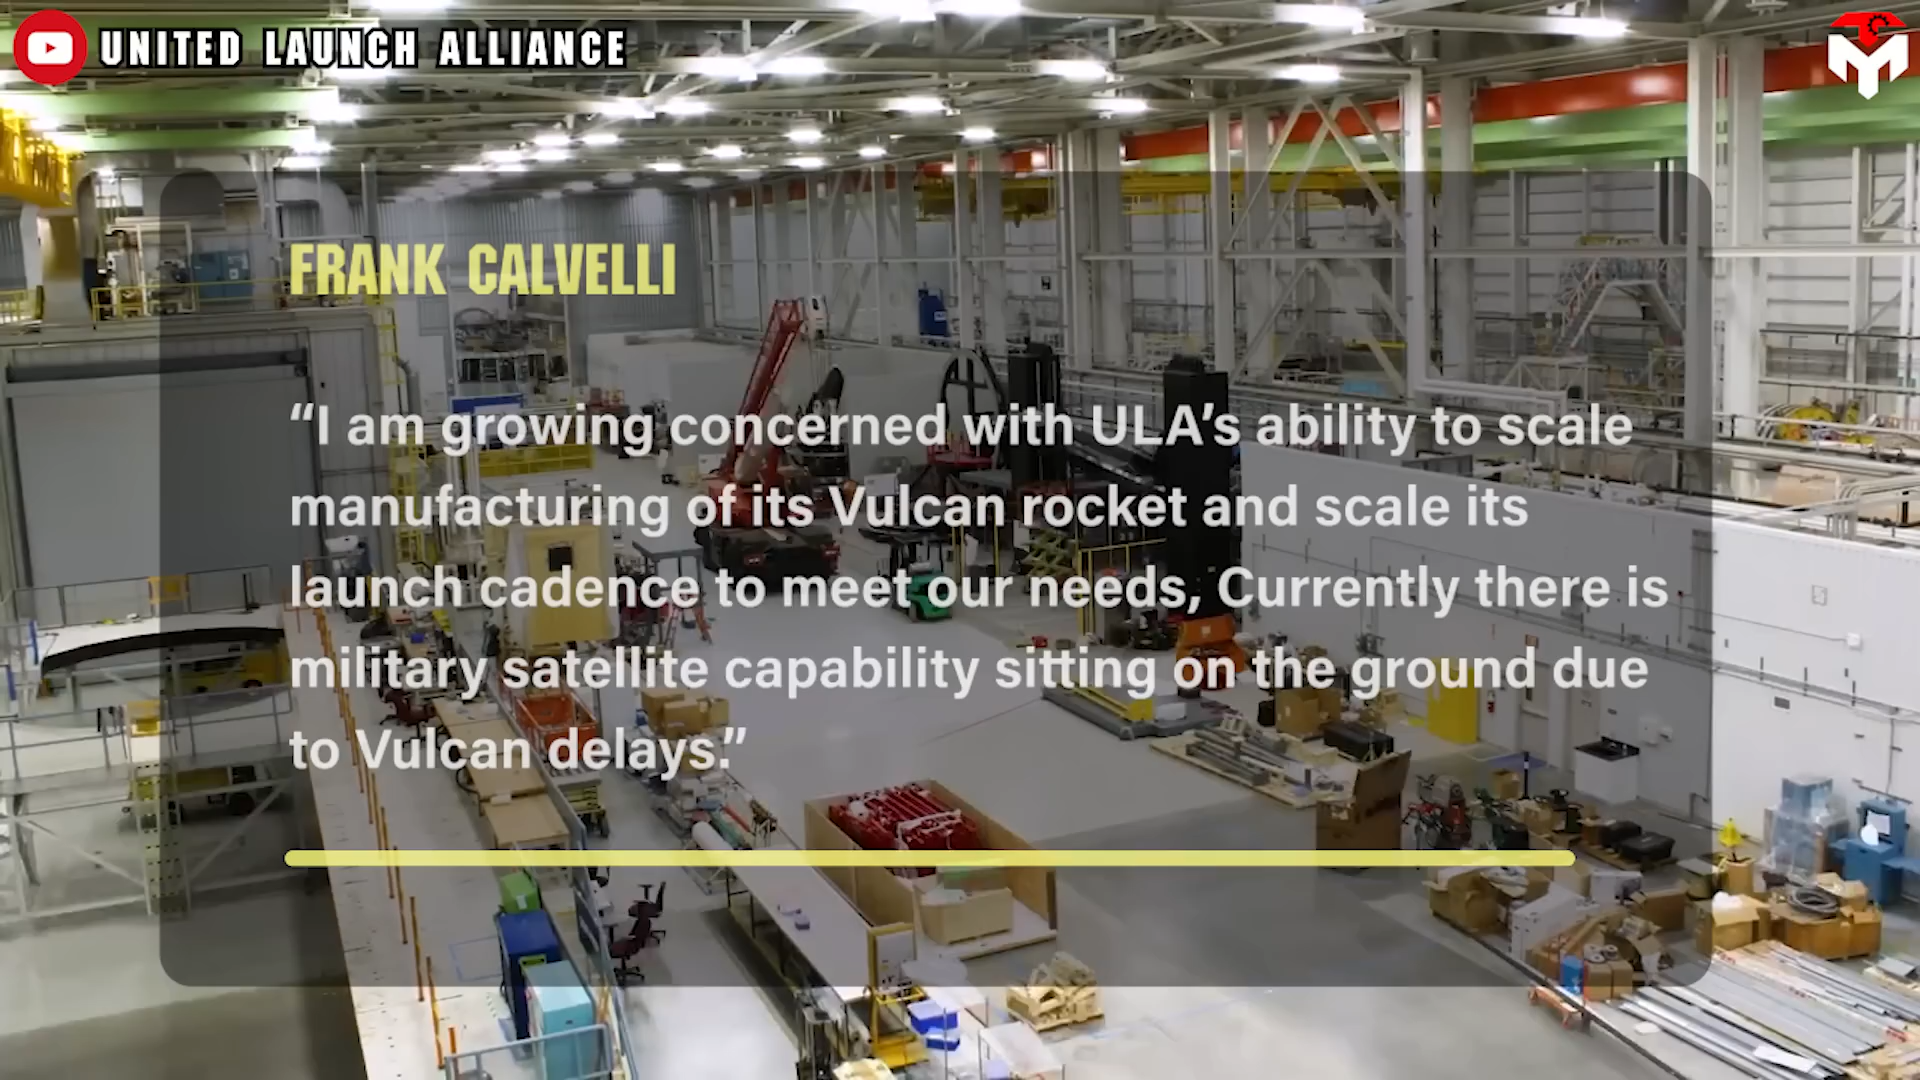 UNITED LAUNCH ALLIANCE
FRANK CALVELLI
“I am growing concerned with ULA’s ability to scale
manufacturing of its Vulcan rocket and scale its
launch cadence to meet our needs, Currently there is
military satellite capability sitting on the ground due
to Vulcan delays.”